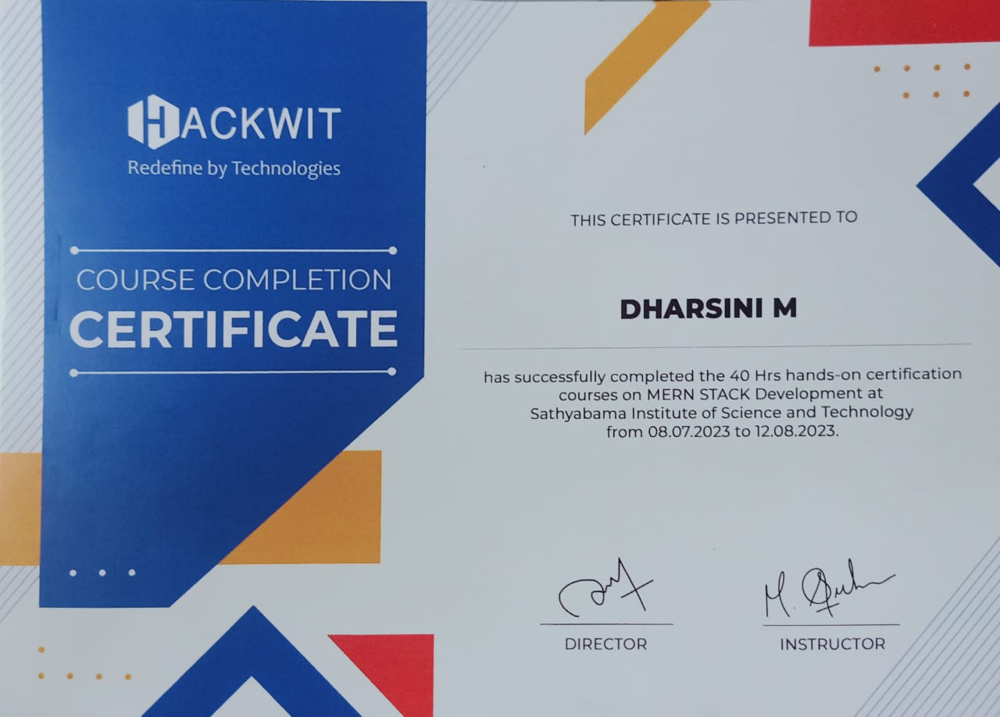 HACKWIT
Redefine by Technologies
COURSE COMPLETION
CERTIFICATE
THIS CERTIFICATE IS PRESENTED TO
DHARSINI M
has successfully completed the 40 Hrs hands-on certification
courses on MERN STACK Development at
Sathyabama Institute of Science and Technology
from 08.07.2023 to 12.08.2023.
DIRECTOR
INSTRUCTOR